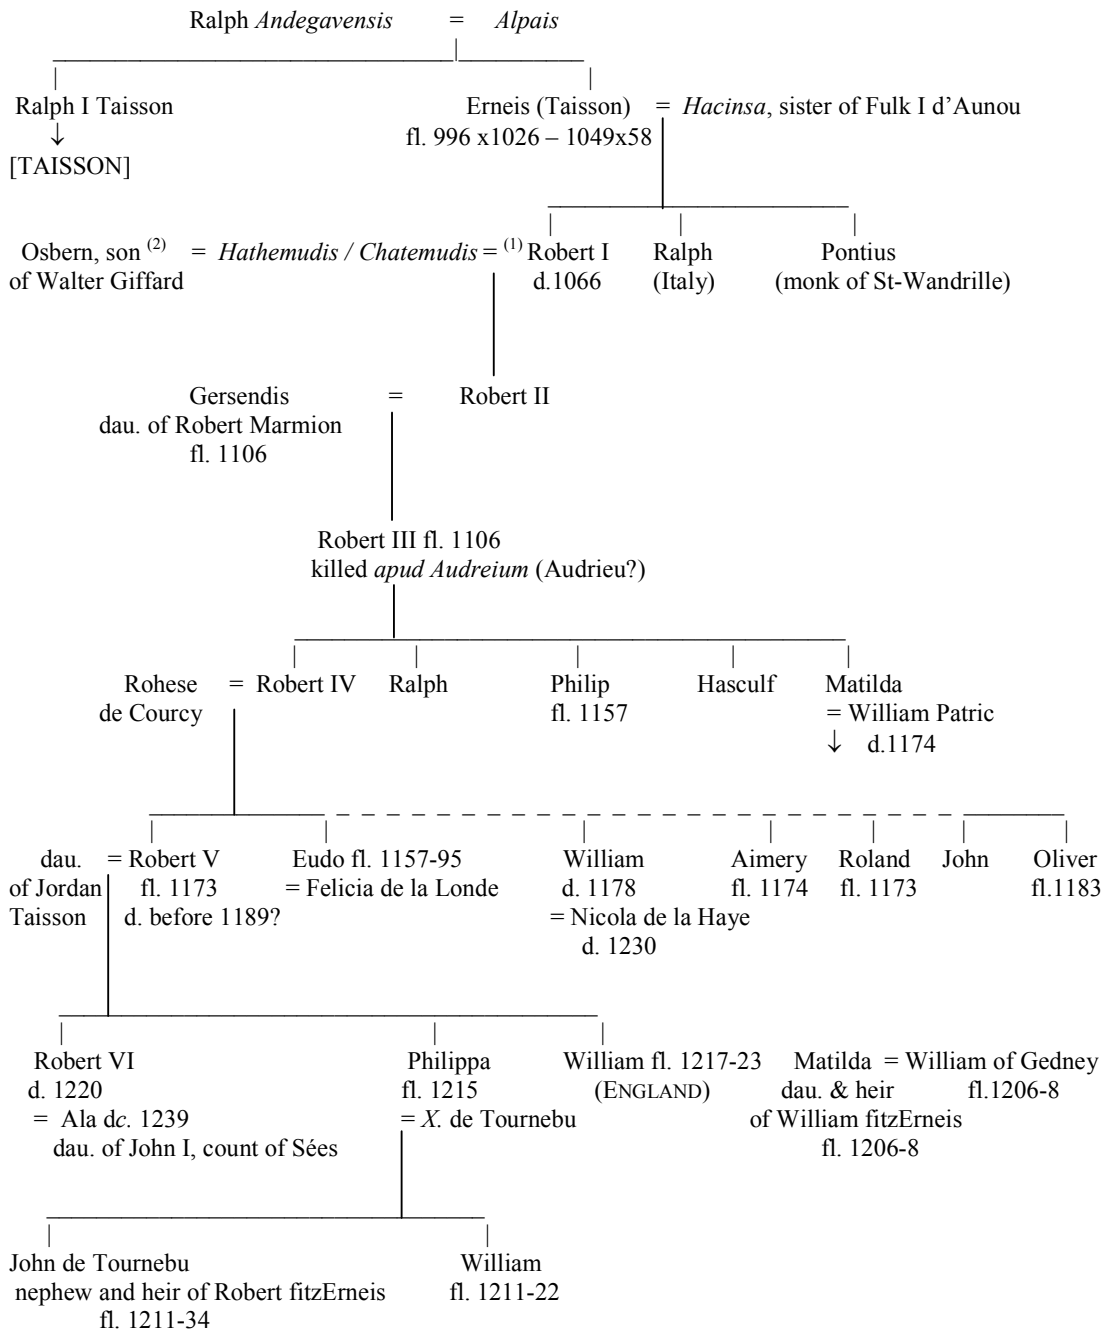 Ralph Andegavensis = Alpais
Ralph I Taisson Erneis (Taisson) = Hacinsa, sister of Fulk I d’Aunou
↓ fl. 996 x1026 – 1049x58
[TAISSON]
Osbern, son (2) = Hathemudis / Chatemudis = (1) Robert I Ralph Pontius
of Walter Giffard d.1066 (Italy) (monk of St-Wandrille)
Gersendis = Robert II
dau. of Robert Marmion
fl. 1106
Robert III fl. 1106
killed apud Audreium (Audrieu?)
Rohese = Robert IV Ralph Philip Hasculf Matilda
de Courcy fl. 1157 = William Patric
↓ d.1174
dau. = Robert V Eudo fl. 1157-95 William Aimery Roland John Oliver
of Jordan fl. 1173 = Felicia de la Londe d. 1178 fl. 1174 fl. 1173 fl.1183
Taisson d. before 1189? = Nicola de la Haye
d. 1230
Robert VI Philippa William fl. 1217-23 Matilda = William of Gedney
d. 1220 fl. 1215 (ENGLAND) dau. & heir fl.1206-8
= Ala dc. 1239 = X. de Tournebu of William fitzErneis
dau. of John I, count of Sées fl. 1206-8
John de Tournebu William
nephew and heir of Robert fitzErneis fl. 1211-22
fl. 1211-34